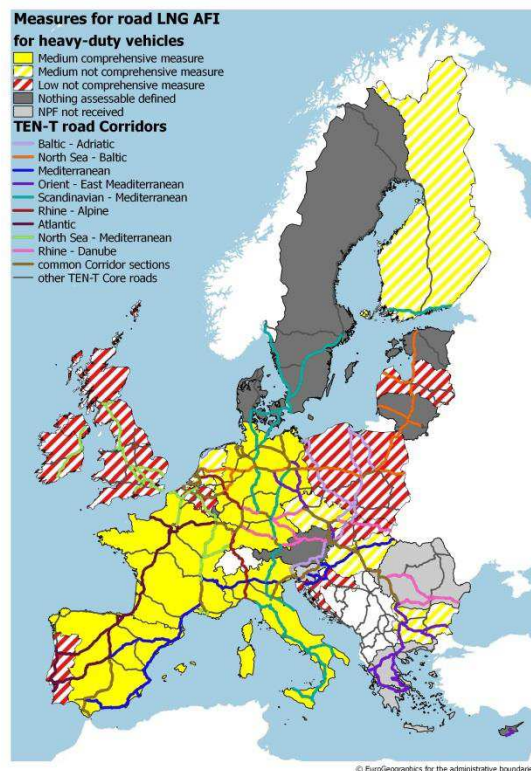 Measures for road LNG AFI
for heavy-duty vehicles
Medium comprehensive measure
Medium not comprehensive measure
Low not comprehensive measure
Nothing assessable defined
NPF not received
TEN-T road Corridors
Baltic - Adriatic
North Sea - Baltic
Mediterranean
Orient - East Meaditerranean
Scandinavian - Mediterranean
Rhine - Alpine
Atlantic
North Sea - Mediterranean
Rhine - Danube
common Corridor sections
other TEN-T Core roads
© EuroGeographics for the administrative boundar